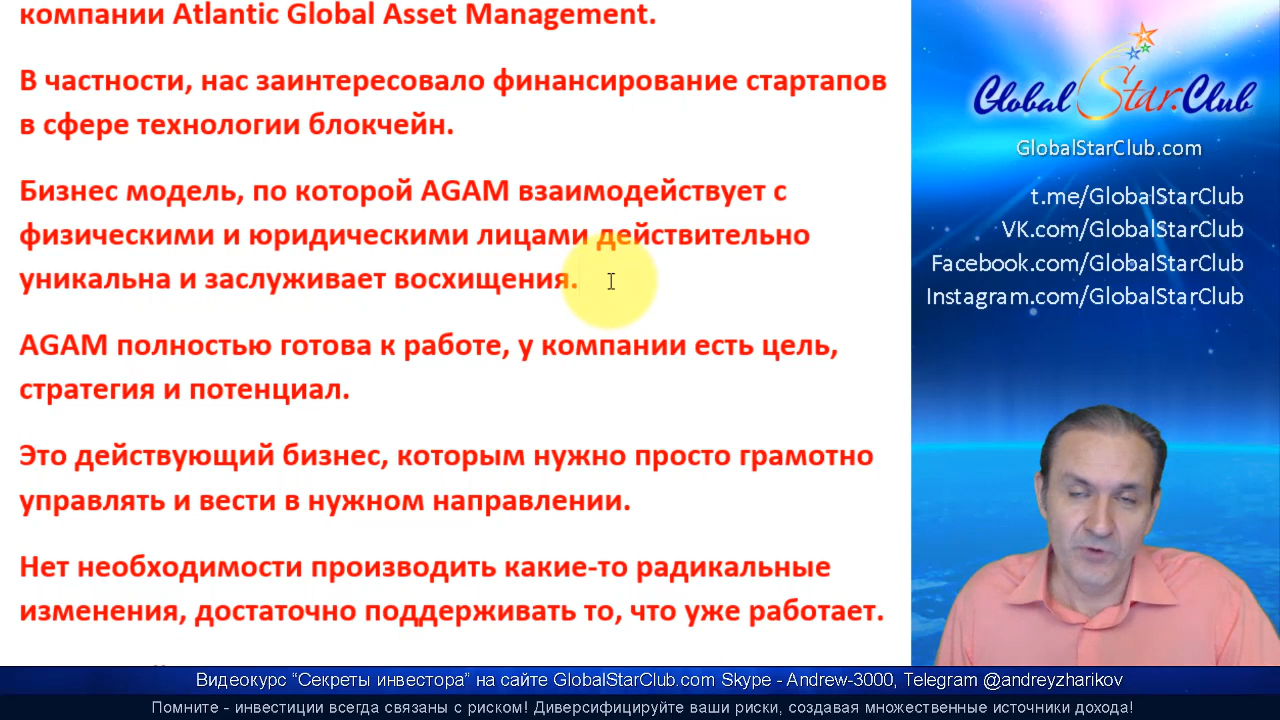 компании Atlantic Global Asset Management.
В частности, нас заинтересовало финансирование стартапов
в сфере технологии блокчейн.
Бизнес модель, по которой AGAM взаимодействует с
физическими и юридическими лицами действительно
уникальна и заслуживает восхищения.
AGAM полностью готова к работе, у компании есть цель,
стратегия и потенциал.
Это действующий бизнес, которым нужно просто грамотно
управлять и вести в нужном направлении.
Нет необходимости производить какие-то радикальные
изменения, достаточно поддерживать то, что уже работает.
Global Star.Club
GlobalStarClub.com
t.me/GlobalStarClub
VK.com/GlobalStarClub
Facebook.com/GlobalStarClub
Instagram.com/GlobalStarClub
Видеокурс “Секреты инвестора” на сайте GlobalStarClub.com Skype - Andrew-3000, Telegram @andreyzharikov
Помните - инвестиции всегда связаны с риском! Диверсифицируйте ваши риски, создавая множественные источники дохода!